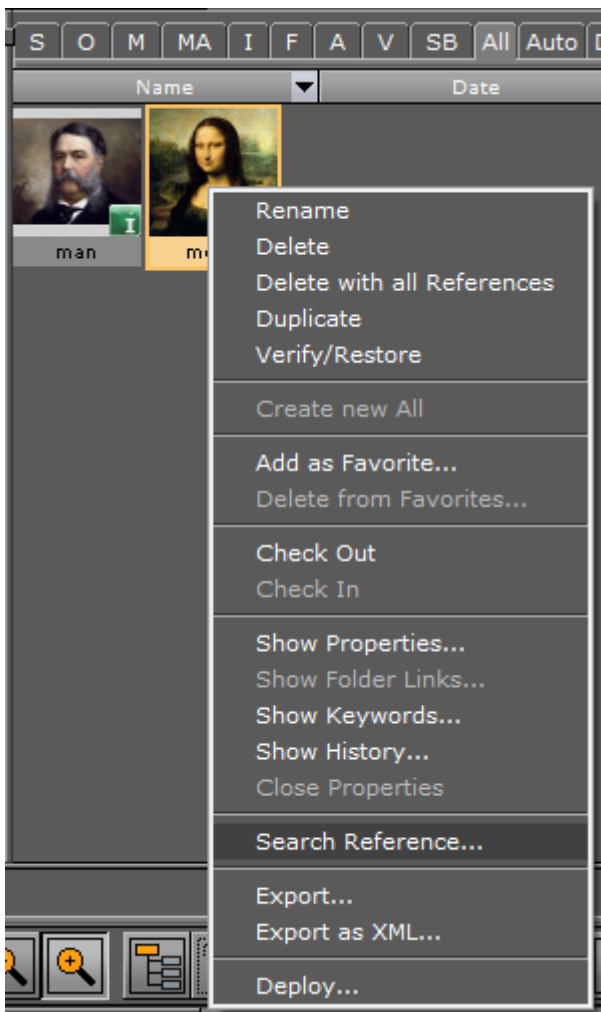 S O M MA I F A V SB All Auto
Name Date
I
man
Rename
Delete
Delete with all References
Duplicate
Verify/Restore
Create new All
Add as Favorite...
Delete from Favorites...
Check Out
Check In
Show Properties...
Show Folder Links...
Show Keywords...
Show History...
Close Properties
Search Reference...
Export...
Export as XML...
Deploy...